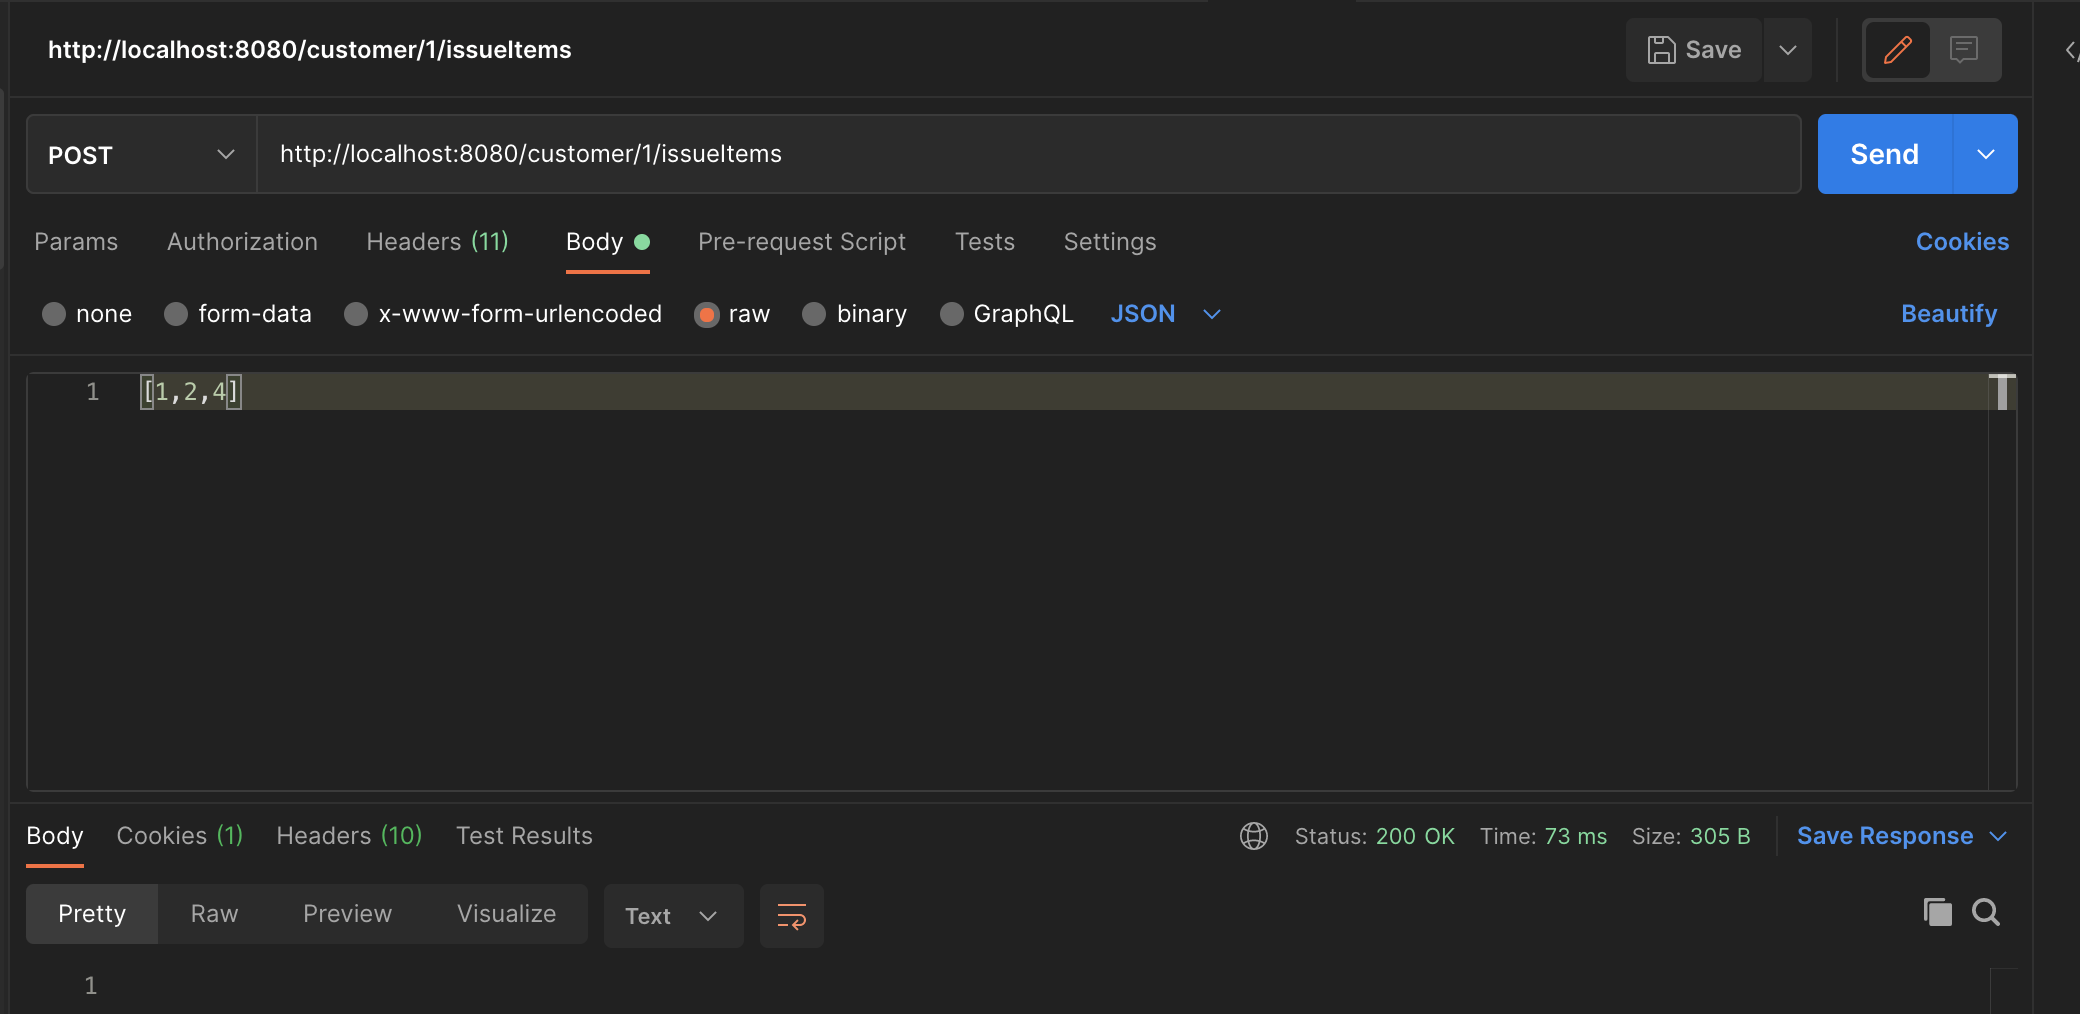 http://localhost:8080/customer/1/issueItems
Save
POST
http://localhost:8080/customer/1/issueItems
Send
Params Authorization Headers (11) Body Pre-request Script Tests Settings Cookies
none form-data x-www-form-urlencoded raw binary GraphQL JSON Beautify
1 [1,2,4]
Body Cookies (1) Headers (10) Test Results Status: 200 OK Time: 73 ms Size: 305 B Save Response
Pretty Raw Preview Visualize Text
1